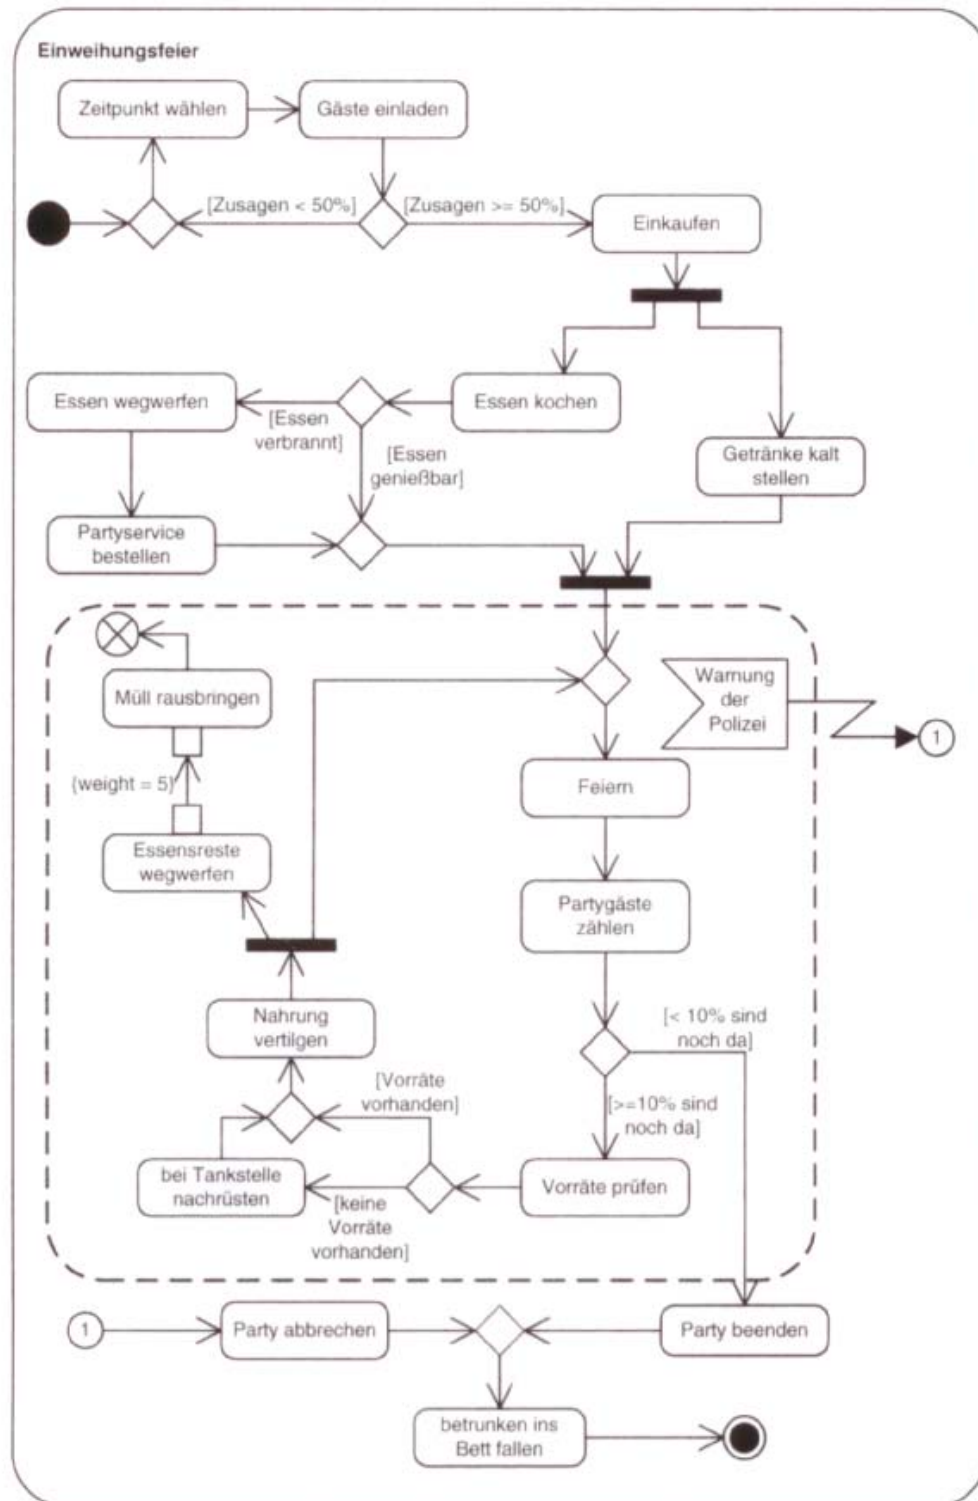 Einweihungsfeier
Zeitpunkt wählen
Gäste einladen
[Zusagen < 50%]
[Zusagen >= 50%]
Einkaufen
Essen wegwerfen
[Essen
verbrannt]
Essen kochen
[Essen
genießbar]
Getränke kalt
stellen
Partyservice
bestellen
Müll rausbringen
Warnung
der
Polizei
1
{weight = 5}
Feiern
Essensreste
wegwerfen
Partygäste
zählen
Nahrung
vertilgen
[< 10% sind
noch da]
[Vorräte
vorhanden]
[>=10% sind
noch da]
bei Tankstelle
nachrüsten
[keine
Vorräte
vorhanden]
Vorräte prüfen
1
Party abbrechen
Party beenden
betrunken ins
Bett fallen